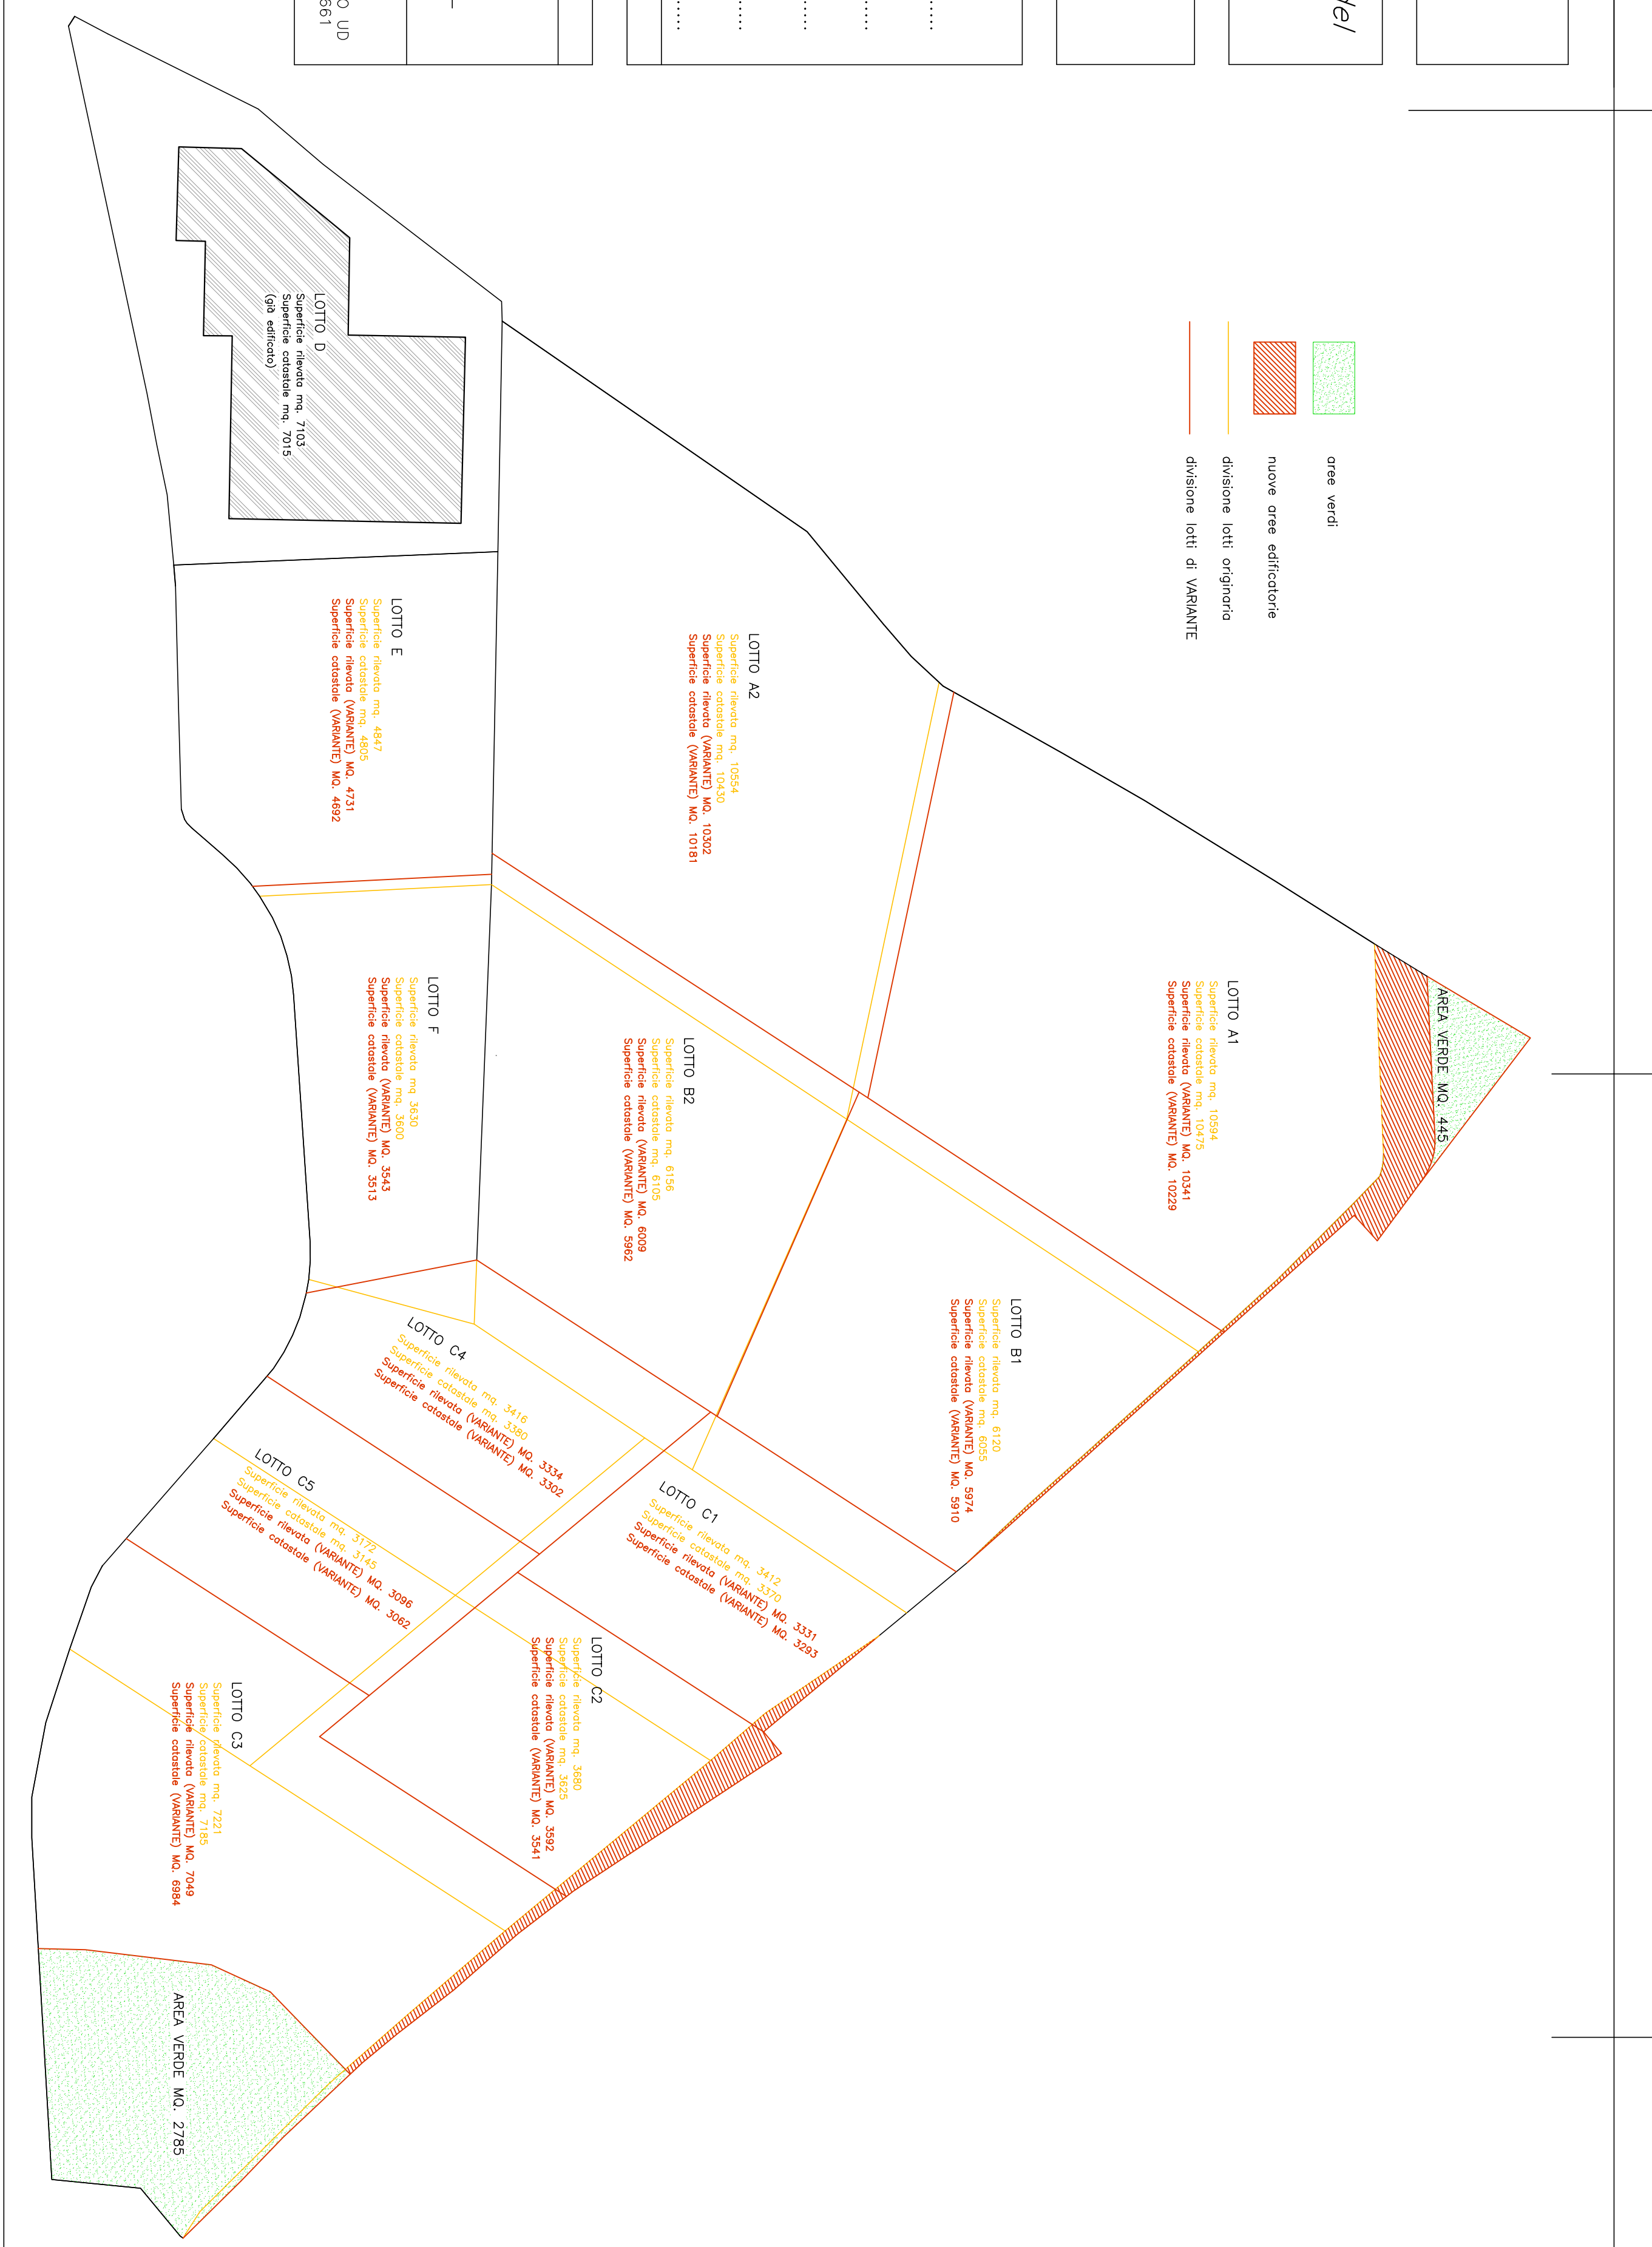 del
O UD
661
aree verdi
nuove aree edificatorie
divisione lotti originaria
divisione lotti di VARIANTE
AREA VERDE MQ. 445
LOTTO A1
Superficie rilevata mq. 10594
Superficie catastale mq. 10475
Superficie rilevata (VARIANTE) MQ. 10341
Superficie catastale (VARIANTE) MQ. 10229
LOTTO B1
Superficie rilevata mq. 6120
Superficie catastale mq. 6055
Superficie rilevata (VARIANTE) MQ. 5974
Superficie catastale (VARIANTE) MQ. 5910
LOTTO A2
Superficie rilevata mq. 10554
Superficie catastale mq. 10430
Superficie rilevata (VARIANTE) MQ. 10302
Superficie catastale (VARIANTE) MQ. 10181
LOTTO B2
Superficie rilevata mq. 6156
Superficie catastale mq. 6105
Superficie rilevata (VARIANTE) MQ. 6009
Superficie catastale (VARIANTE) MQ. 5962
LOTTO C1
Superficie rilevata mq. 3412
Superficie catastale mq. 3370
Superficie rilevata (VARIANTE) MQ. 3331
Superficie catastale (VARIANTE) MQ. 3293
LOTTO C2
Superficie rilevata mq. 3680
Superficie catastale mq. 3625
Superficie rilevata (VARIANTE) MQ. 3592
Superficie catastale (VARIANTE) MQ. 3541
LOTTO D
Superficie rilevata mq. 7103
Superficie catastale mq. 7015
(già edificato)
LOTTO E
Superficie rilevata mq. 4847
Superficie catastale mq. 4805
Superficie rilevata (VARIANTE) MQ. 4731
Superficie catastale (VARIANTE) MQ. 4692
LOTTO F
Superficie rilevata mq 3630
Superficie catastale mq. 3600
Superficie rilevata (VARIANTE) MQ. 3543
Superficie catastale (VARIANTE) MQ. 3513
LOTTO C4
Superficie rilevata mq. 3416
Superficie catastale mq. 3380
Superficie rilevata (VARIANTE) MQ. 3334
Superficie catastale (VARIANTE) MQ. 3302
LOTTO C5
Superficie rilevata mq. 3172
Superficie catastale mq. 3145
Superficie rilevata (VARIANTE) MQ. 3096
Superficie catastale (VARIANTE) MQ. 3062
LOTTO C3
Superficie rilevata mq. 7221
Superficie catastale mq. 7185
Superficie rilevata (VARIANTE) MQ. 7049
Superficie catastale (VARIANTE) MQ. 6984
AREA VERDE MQ. 2785